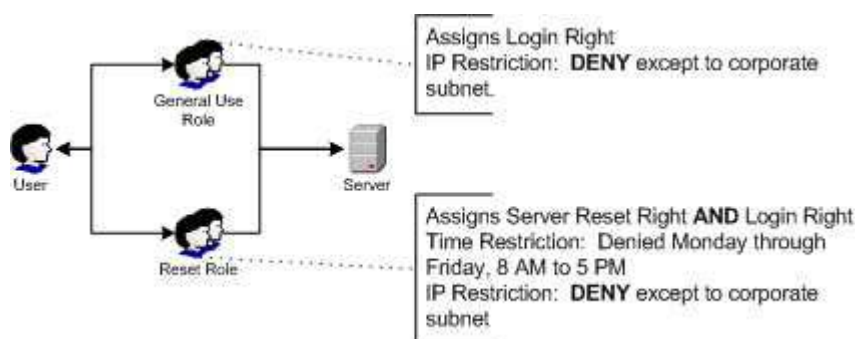 Assigns Login Right
IP Restriction: DENY except to corporate
subnet.
General Use
Role
User
Server
Reset Role
Assigns Server Reset Right AND Login Right
Time Restriction: Denied Monday through
Friday, 8 AM to 5 PM
IP Restriction: DENY except to corporate
subnet